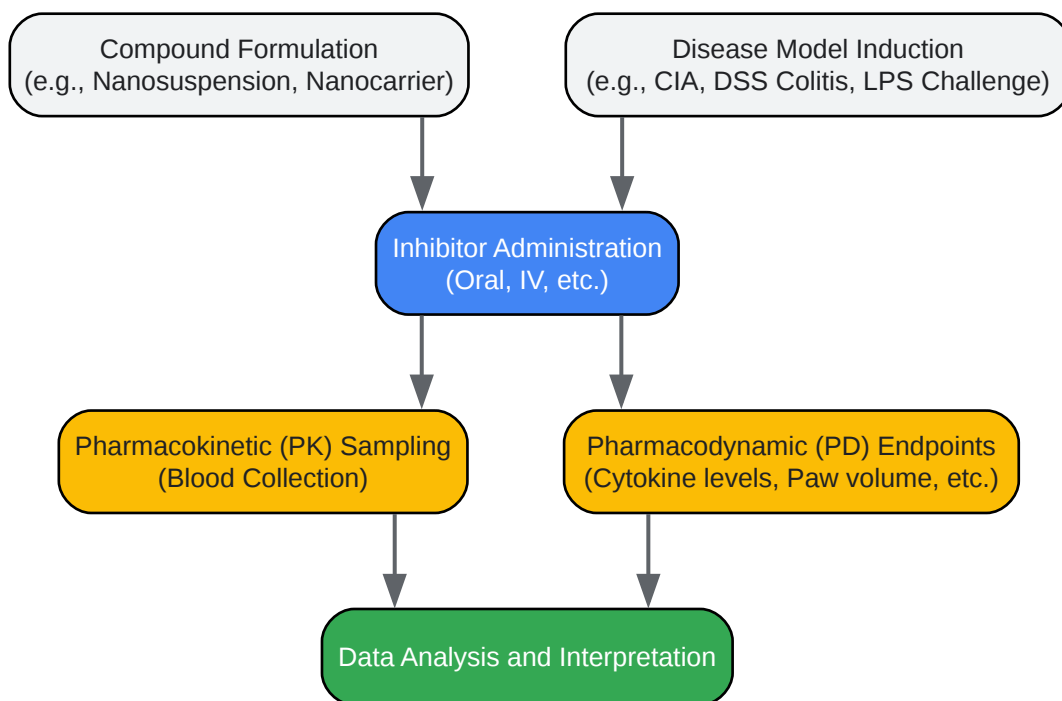 Compound Formulation
(e.g., Nanosuspension, Nanocarrier)
Disease Model Induction
(e.g., CIA, DSS Colitis, LPS Challenge)
Inhibitor Administration
(Oral, IV, etc.)
Pharmacokinetic (PK) Sampling
(Blood Collection)
Pharmacodynamic (PD) Endpoints
(Cytokine levels, Paw volume, etc.)
Data Analysis and Interpretation